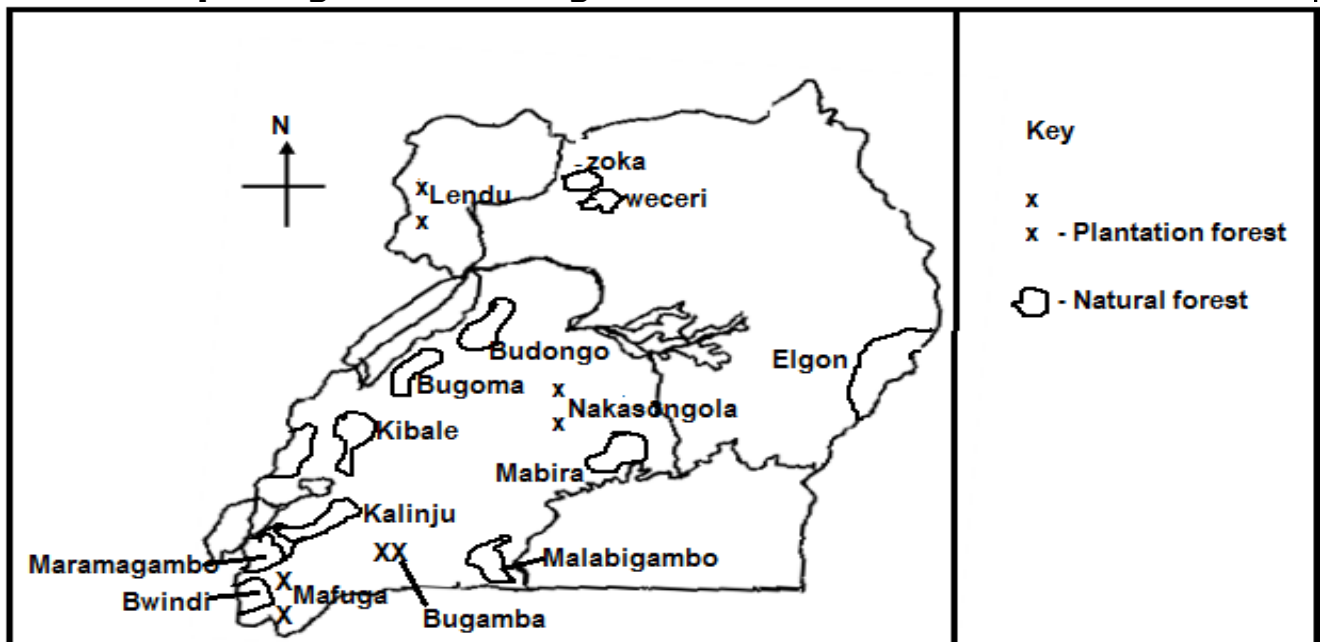 N
Key
zoka
x Lendu
x
weceri
x
x - Plantation forest
- Natural forest
Budongo
Elgon
Bugoma
x
Nakasongola
x
Kibale
Mabira
Kalinju
XX
Malabigambo
Maramagambo
x
Mafuga
Bwindi
x
Bugamba